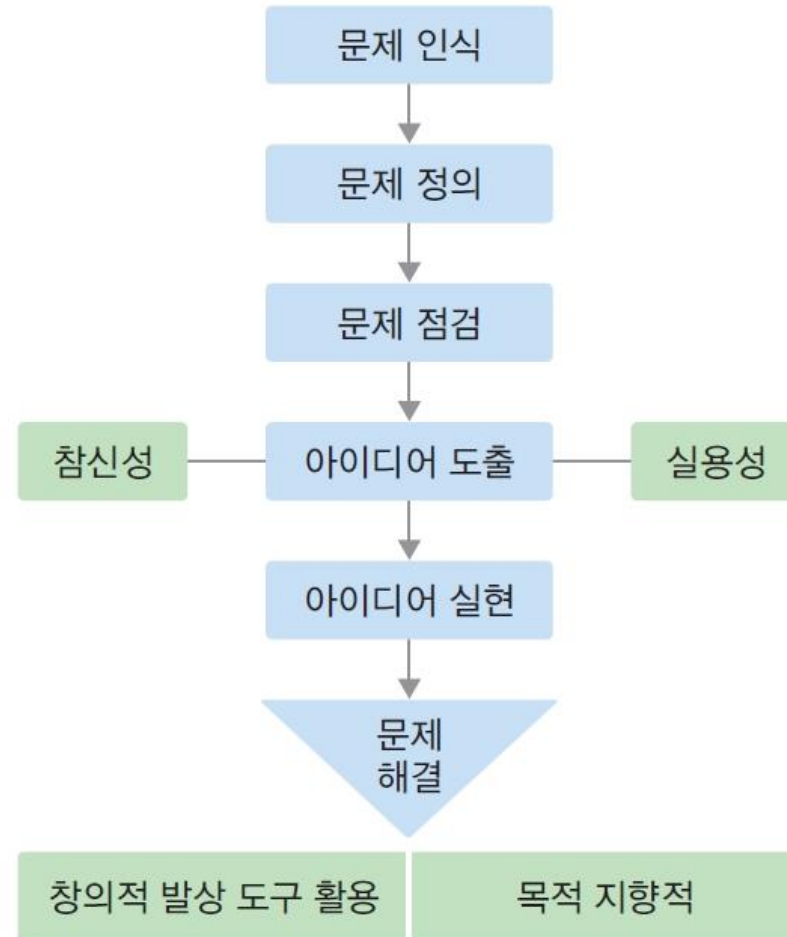 문제 인식
문제 정의
문제 점검
참신성
아이디어 도출
실용성
아이디어 실현
문제
해결
창의적 발상 도구 활용
목적 지향적